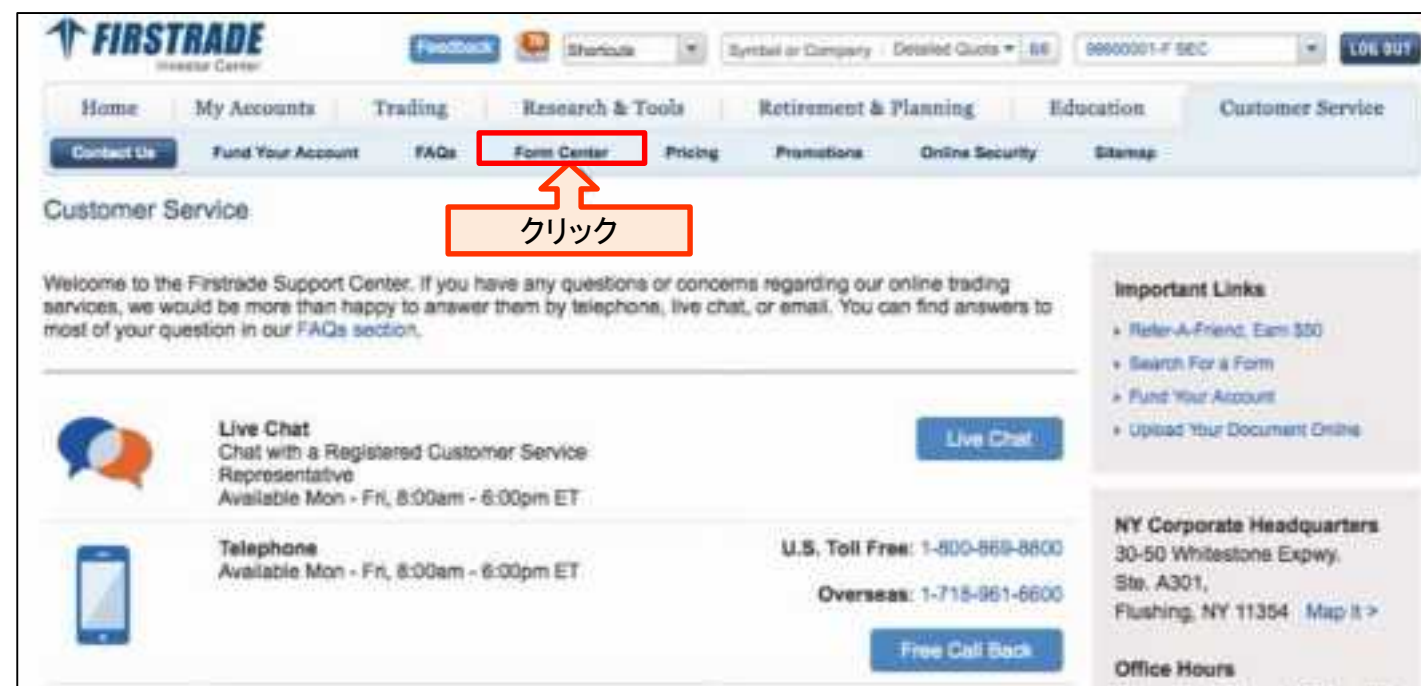 FIRSTRADE
Investor Center
Feedback
Shortcuts
Symbol or Company Detailed Quote
LOG OUT
Home My Accounts Trading Research & Tools Retirement & Planning Education Customer Service
Contact Us Fund Your Account FAQs Form Center Pricing Promotions Online Security Sitemap
クリック
Customer Service
Welcome to the Firstrade Support Center. If you have any questions or concerns regarding our online trading
services, we would be more than happy to answer them by telephone, live chat, or email. You can find answers to
most of your question in our FAQs section.
Live Chat
Chat with a Registered Customer Service
Representative
Available Mon - Fri, 8:00am - 6:00pm ET
Live Chat
Telephone
Available Mon - Fri, 8:00am - 6:00pm ET
U.S. Toll Free: 1-800-869-8800
Overseas: 1-718-961-6600
Free Call Back
Important Links
Refer-A-Friend, Earn $50
Search For a Form
Fund Your Account
Upload Your Document Online
NY Corporate Headquarters
30-50 Whitestone Expwy.
Ste. A301,
Flushing, NY 11354 Map It >
Office Hours